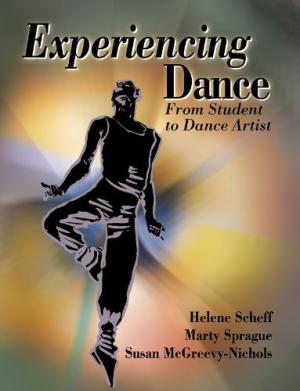 Experiencing
Dance
From Student
to Dance Artist
Helene Scheff
Marty Sprague
Susan McGreevy-Nichols